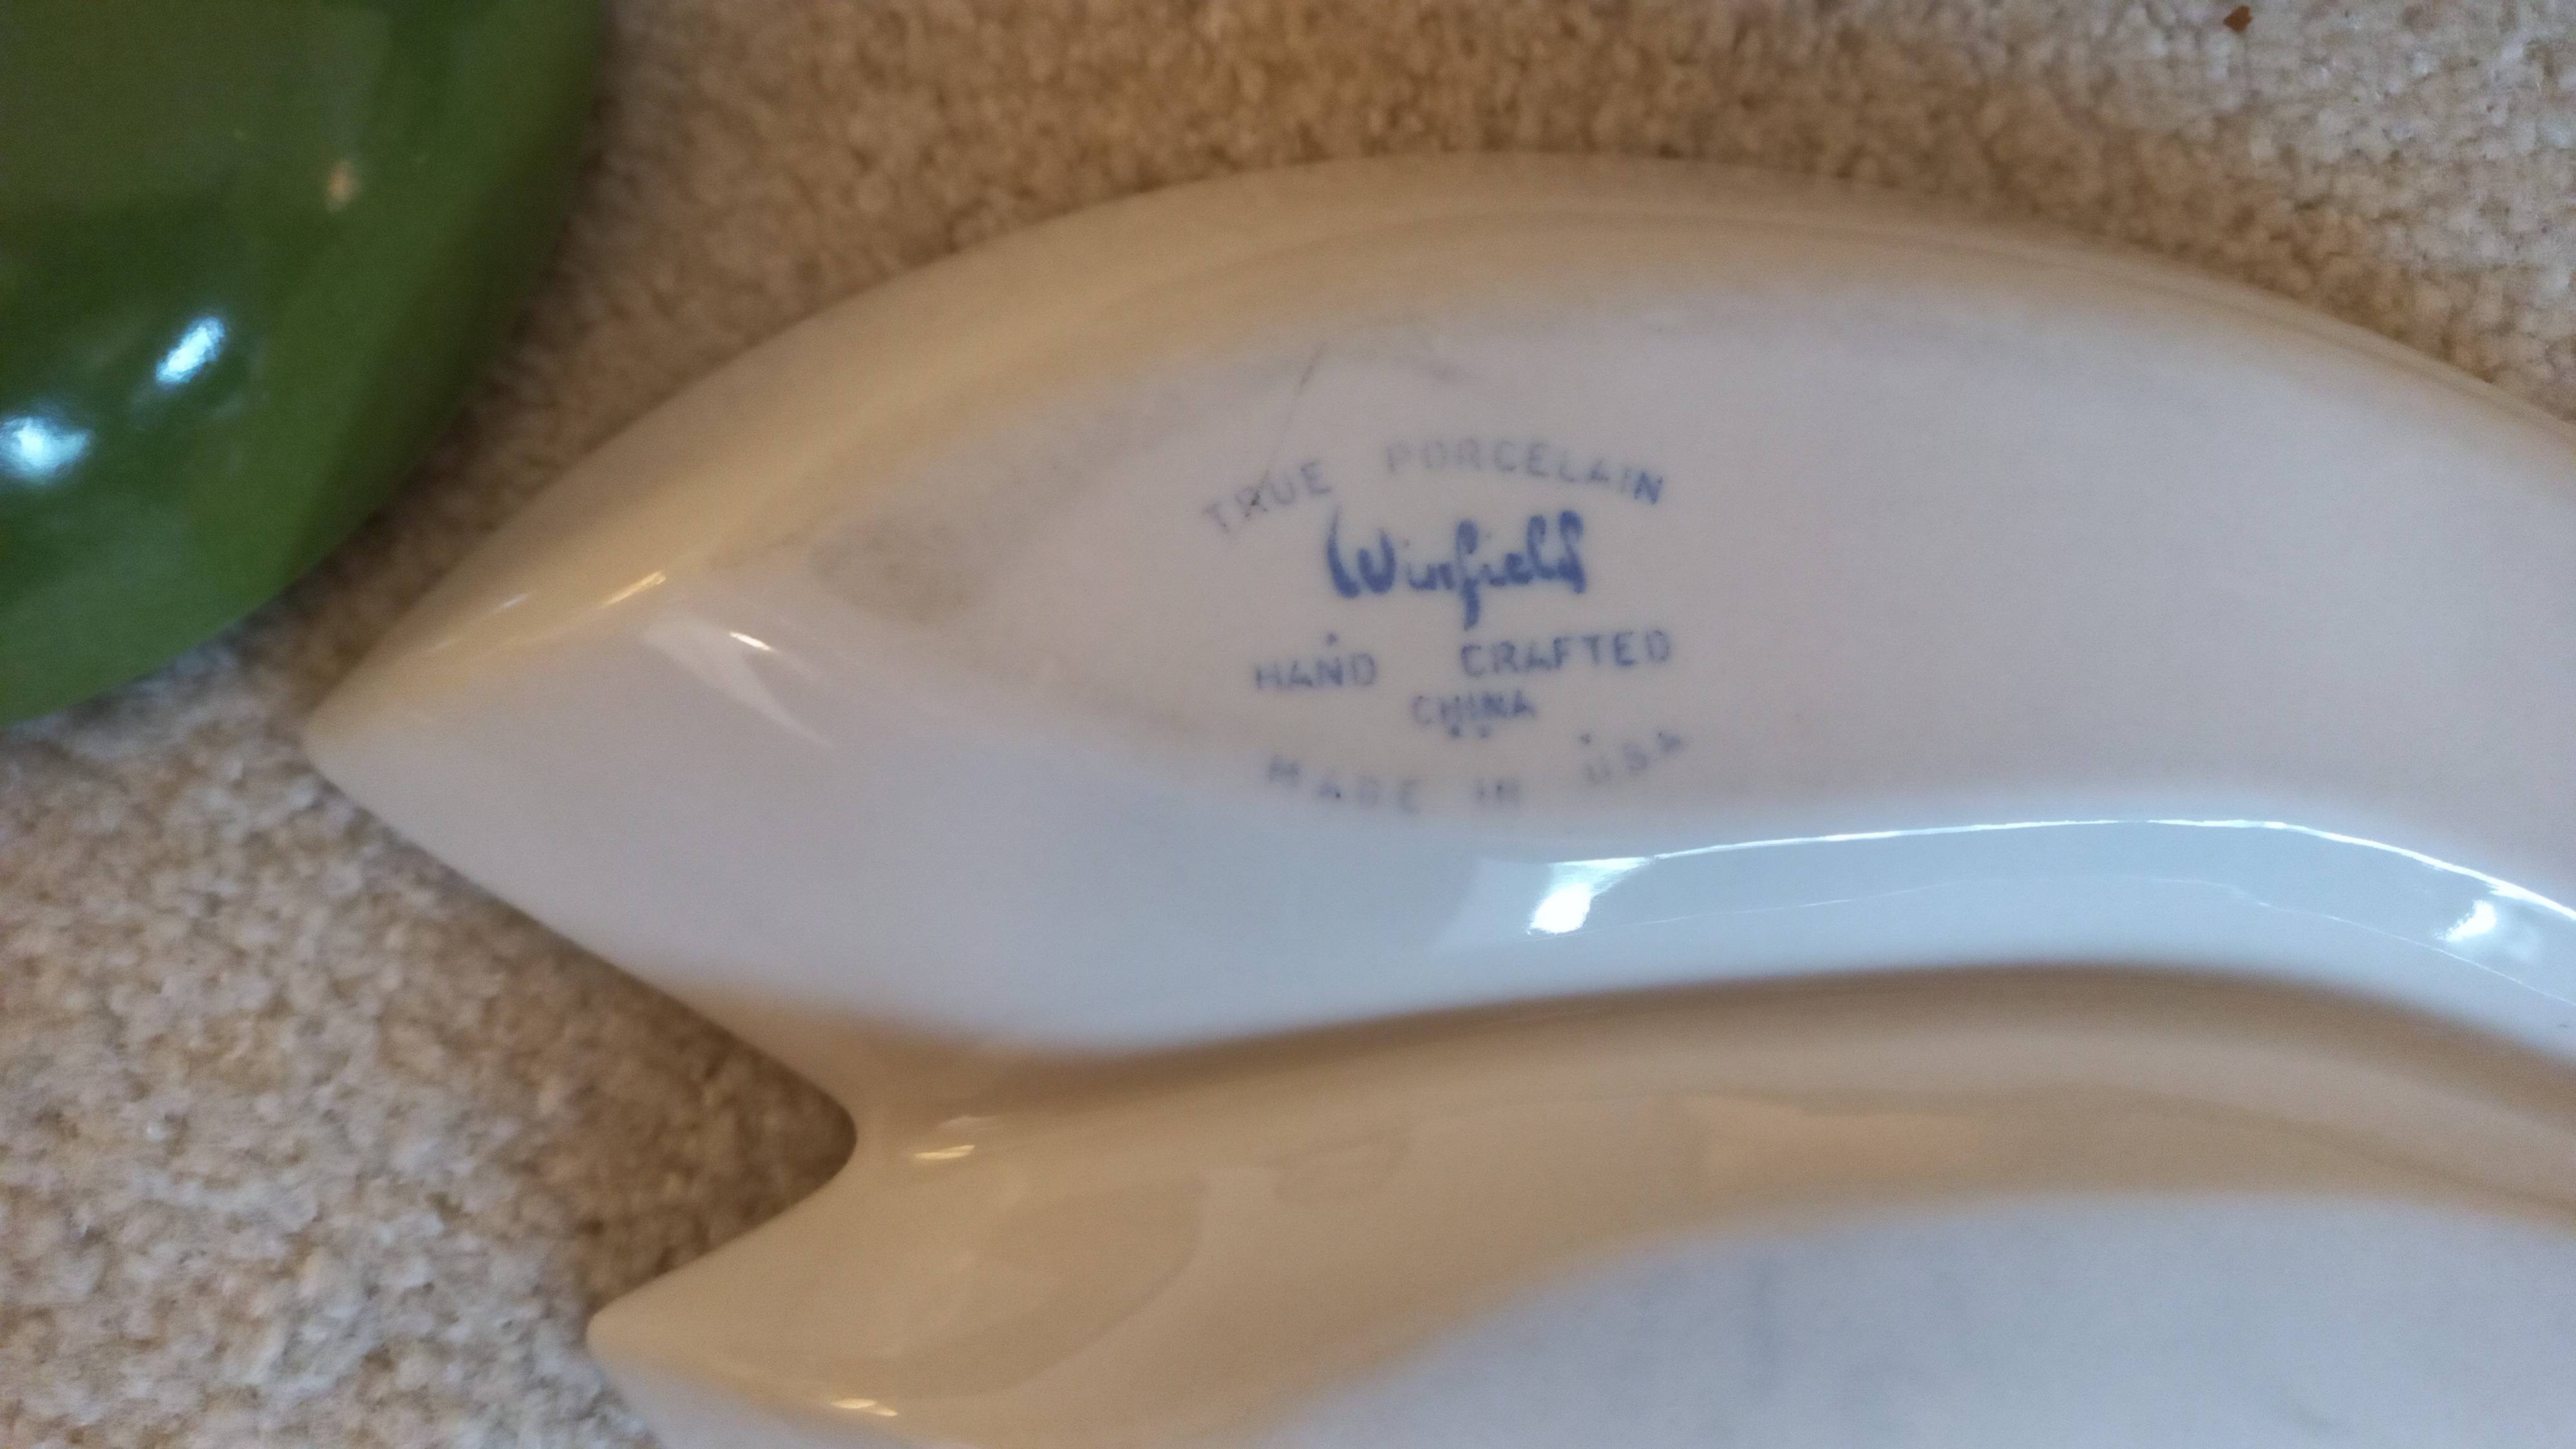 TRUE PORCELAIN
Winfield
HAND CRAFTED
CHINA
MADE IN USA